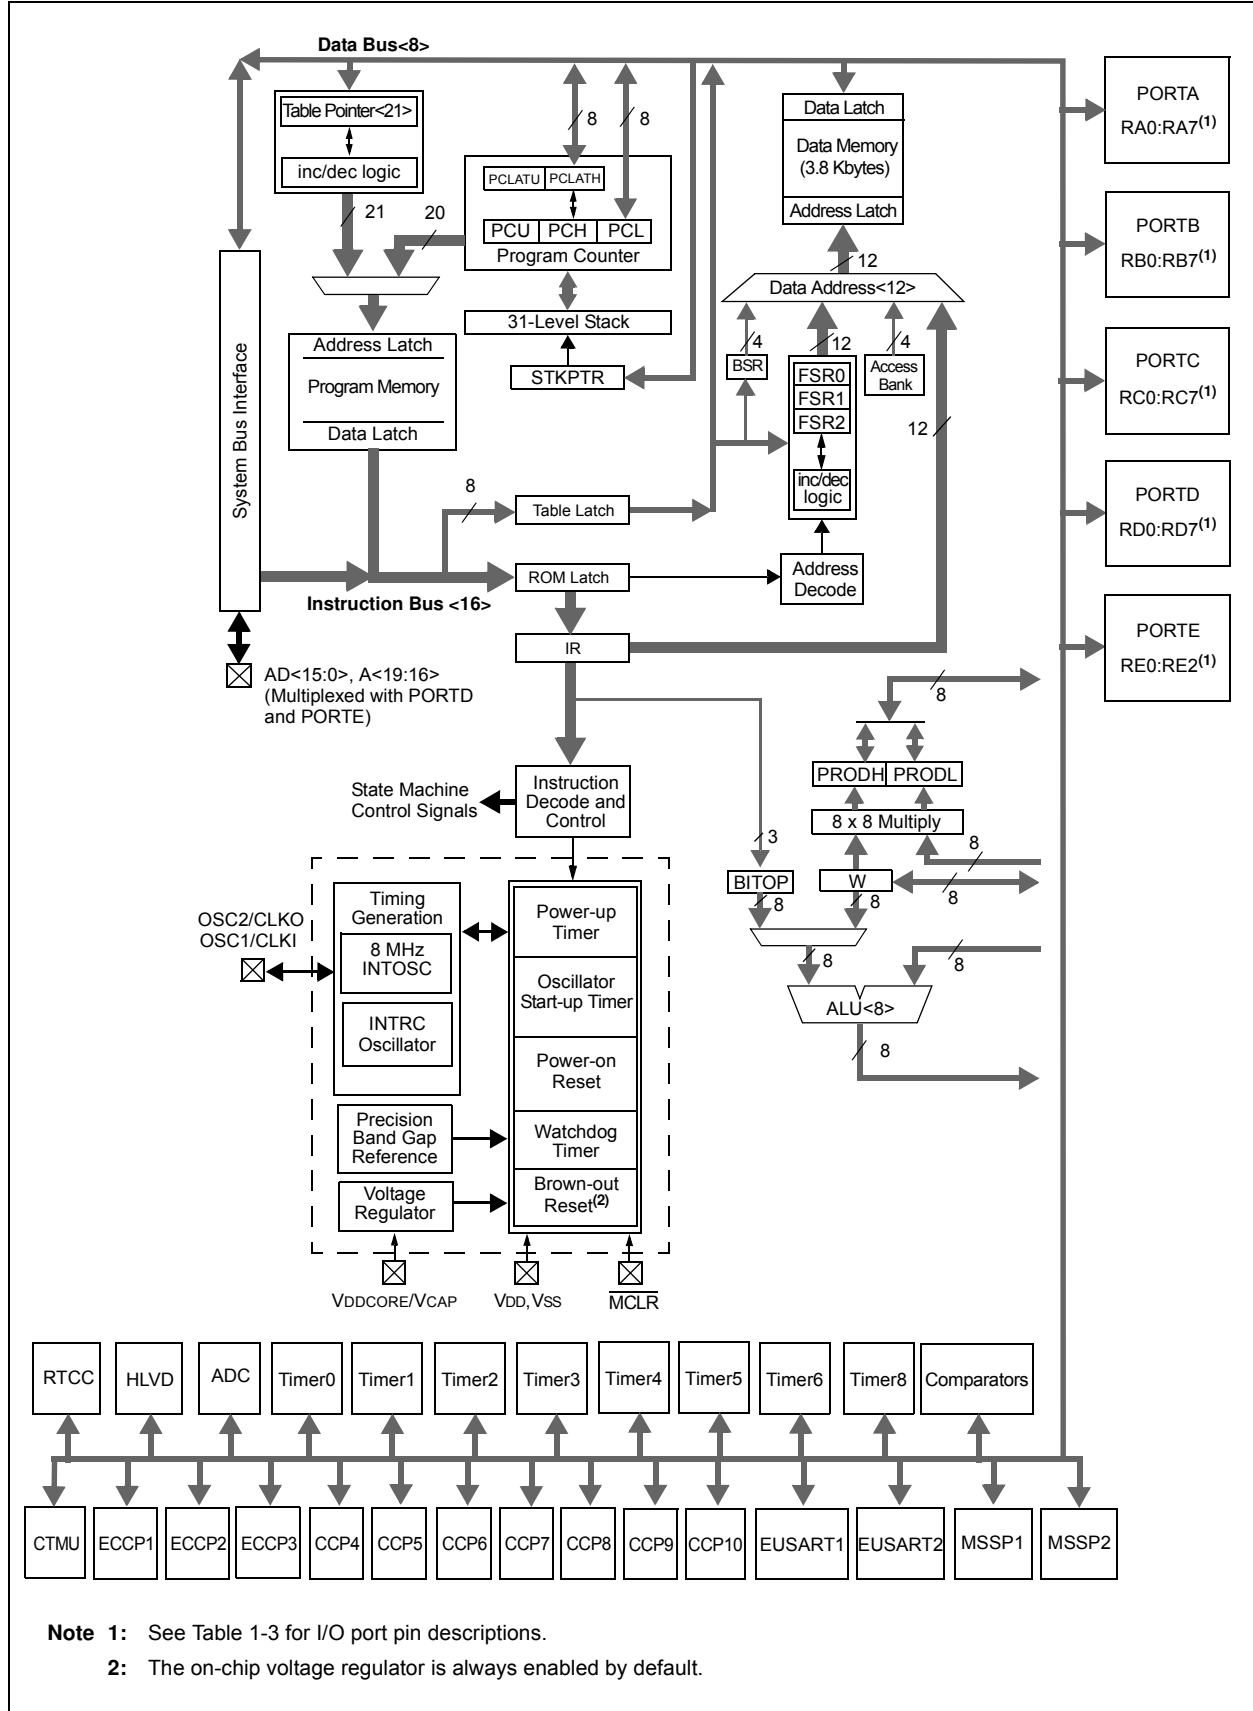 Data Bus<8>
Table Pointer<21>
inc/dec logic
21
20
8
8
PCLATU PCLATH
PCU PCH PCL
Program Counter
31-Level Stack
STKPTR
Data Latch
Data Memory
(3.8 Kbytes)
Address Latch
12
Data Address<12>
4
12
4
BSR
FSR0
FSR1
FSR2
inc/dec
logic
Access
Bank
12
Address
Decode
PORTA
RA0:RA7(1)
PORTB
RB0:RB7(1)
PORTC
RC0:RC7(1)
PORTD
RD0:RD7(1)
PORTE
RE0:RE2(1)
System Bus Interface
Address Latch
Program Memory
Data Latch
8
Table Latch
ROM Latch
Instruction Bus <16>
IR
AD<15:0>, A<19:16>
(Multiplexed with PORTD
and PORTE)
8
PRODH PRODL
8 x 8 Multiply
8
3
BITOP
W
8
8
8
8
8
ALU<8>
8
State Machine
Control Signals
Instruction
Decode and
Control
OSC2/CLKO
OSC1/CLKI
Timing
Generation
8 MHz
INTOSC
INTRC
Oscillator
Power-up
Timer
Oscillator
Start-up Timer
Power-on
Reset
Watchdog
Timer
Brown-out
Reset(2)
Precision
Band Gap
Reference
Voltage
Regulator
VDDCORE/VCAP
VDD, VSS
MCLR
RTCC HLVD ADC Timer0 Timer1 Timer2 Timer3 Timer4 Timer5 Timer6 Timer8 Comparators
CTMU ECCP1 ECCP2 ECCP3 CCP4 CCP5 CCP6 CCP7 CCP8 CCP9 CCP10 EUSART1 EUSART2 MSSP1 MSSP2
Note 1: See Table 1-3 for I/O port pin descriptions.
2: The on-chip voltage regulator is always enabled by default.